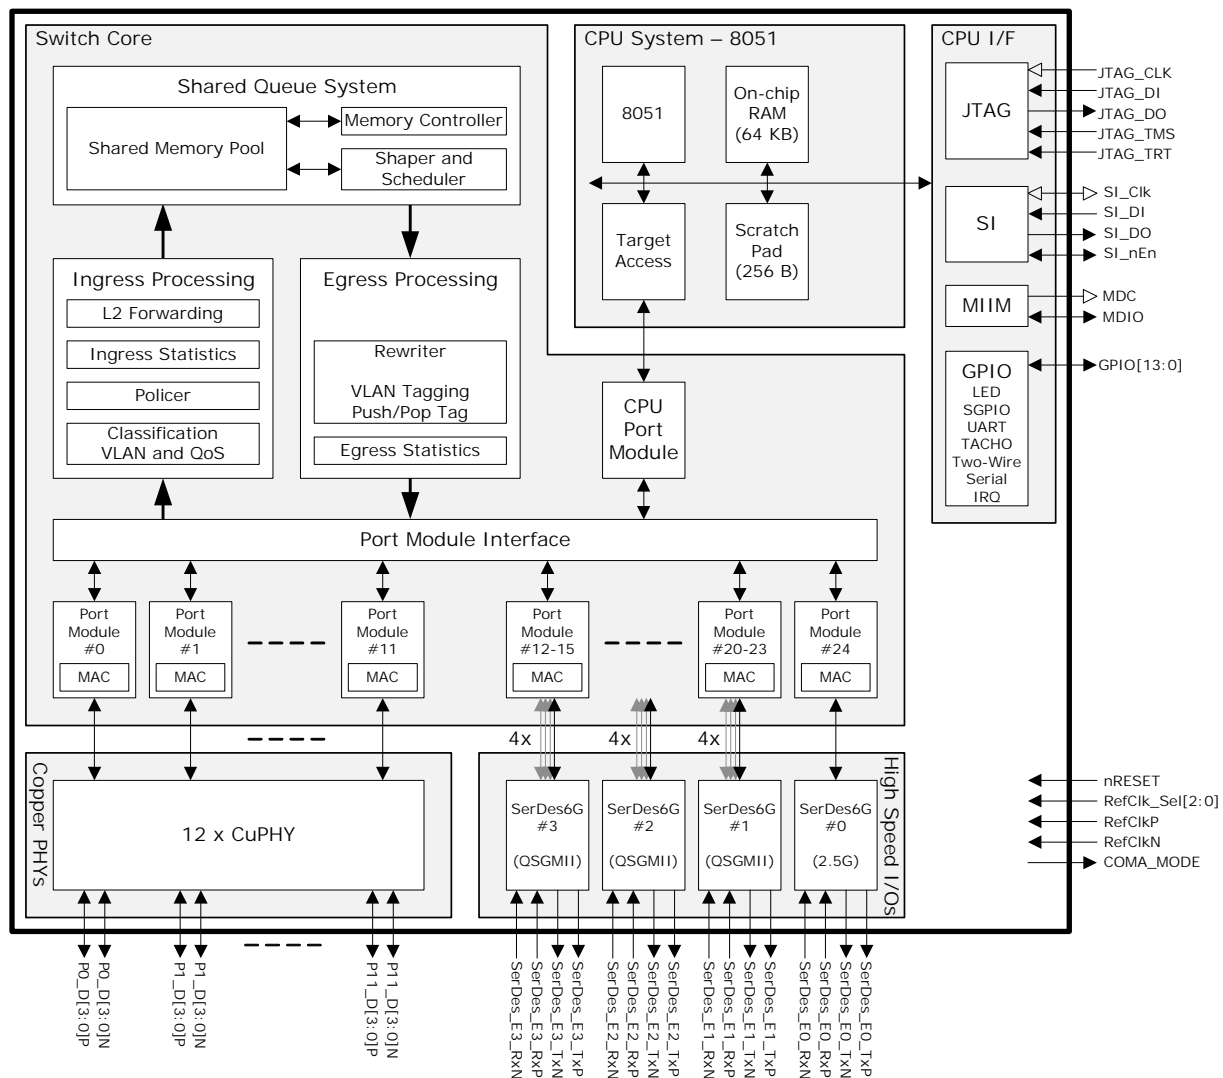 Switch Core
Shared Queue System
Shared Memory Pool
Memory Controller
Shaper and
Scheduler
Ingress Processing
L2 Forwarding
Ingress Statistics
Policer
Classification
VLAN and QoS
Egress Processing
Rewriter
VLAN Tagging
Push/Pop Tag
Egress Statistics
CPU System – 8051
8051
On-chip
RAM
(64 KB)
Target
Access
Scratch
Pad
(256 B)
CPU
Port
Module
CPU I/F
JTAG
JTAG_CLK
JTAG_DI
JTAG_DO
JTAG_TMS
JTAG_TRT
SI
SI_Clk
SI_DI
SI_DO
SI_nEn
MIIM
MDC
MDIO
GPIO
LED
SGPIO
UART
TACHO
Two-Wire
Serial
IRQ
GPIO[13:0]
Port Module Interface
Port
Module
#0
MAC
Port
Module
#1
MAC
Port
Module
#11
MAC
Port
Module
#12-15
MAC
Port
Module
#20-23
MAC
Port
Module
#24
MAC
4x
4x
4x
Copper PHYs
12 x CuPHY
SerDes6G
#3
(QSGMII)
SerDes6G
#2
(QSGMII)
SerDes6G
#1
(QSGMII)
SerDes6G
#0
(2.5G)
High Speed I/Os
nRESET
RefClk_Sel[2:0]
RefClkP
RefClkN
COMA_MODE
P0_D[3:0]P
P0_D[3:0]N
P1_D[3:0]P
P1_D[3:0]N
P11_D[3:0]P
P11_D[3:0]N
SerDes_E3_RxN
SerDes_E3_RxP
SerDes_E3_TxN
SerDes_E3_TxP
SerDes_E2_RxN
SerDes_E2_RxP
SerDes_E2_TxN
SerDes_E2_TxP
SerDes_E1_RxN
SerDes_E1_RxP
SerDes_E1_TxN
SerDes_E1_TxP
SerDes_E0_RxN
SerDes_E0_RxP
SerDes_E0_TxN
SerDes_E0_TxP